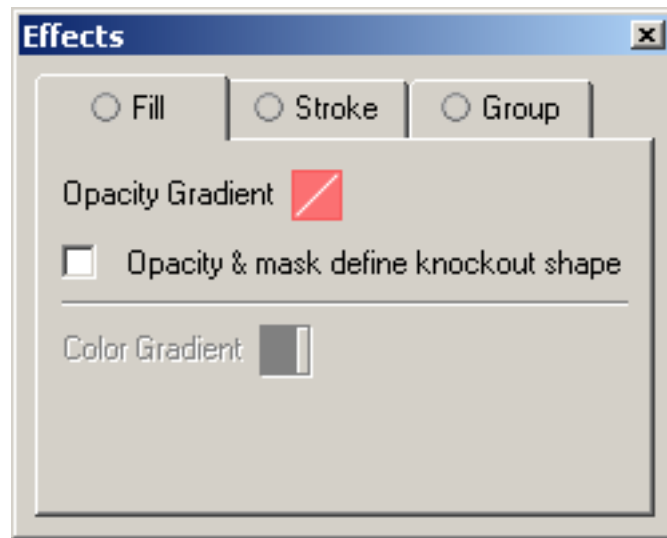 Effects
Fill Stroke Group
Opacity Gradient
Opacity & mask define knockout shape
Color Gradient